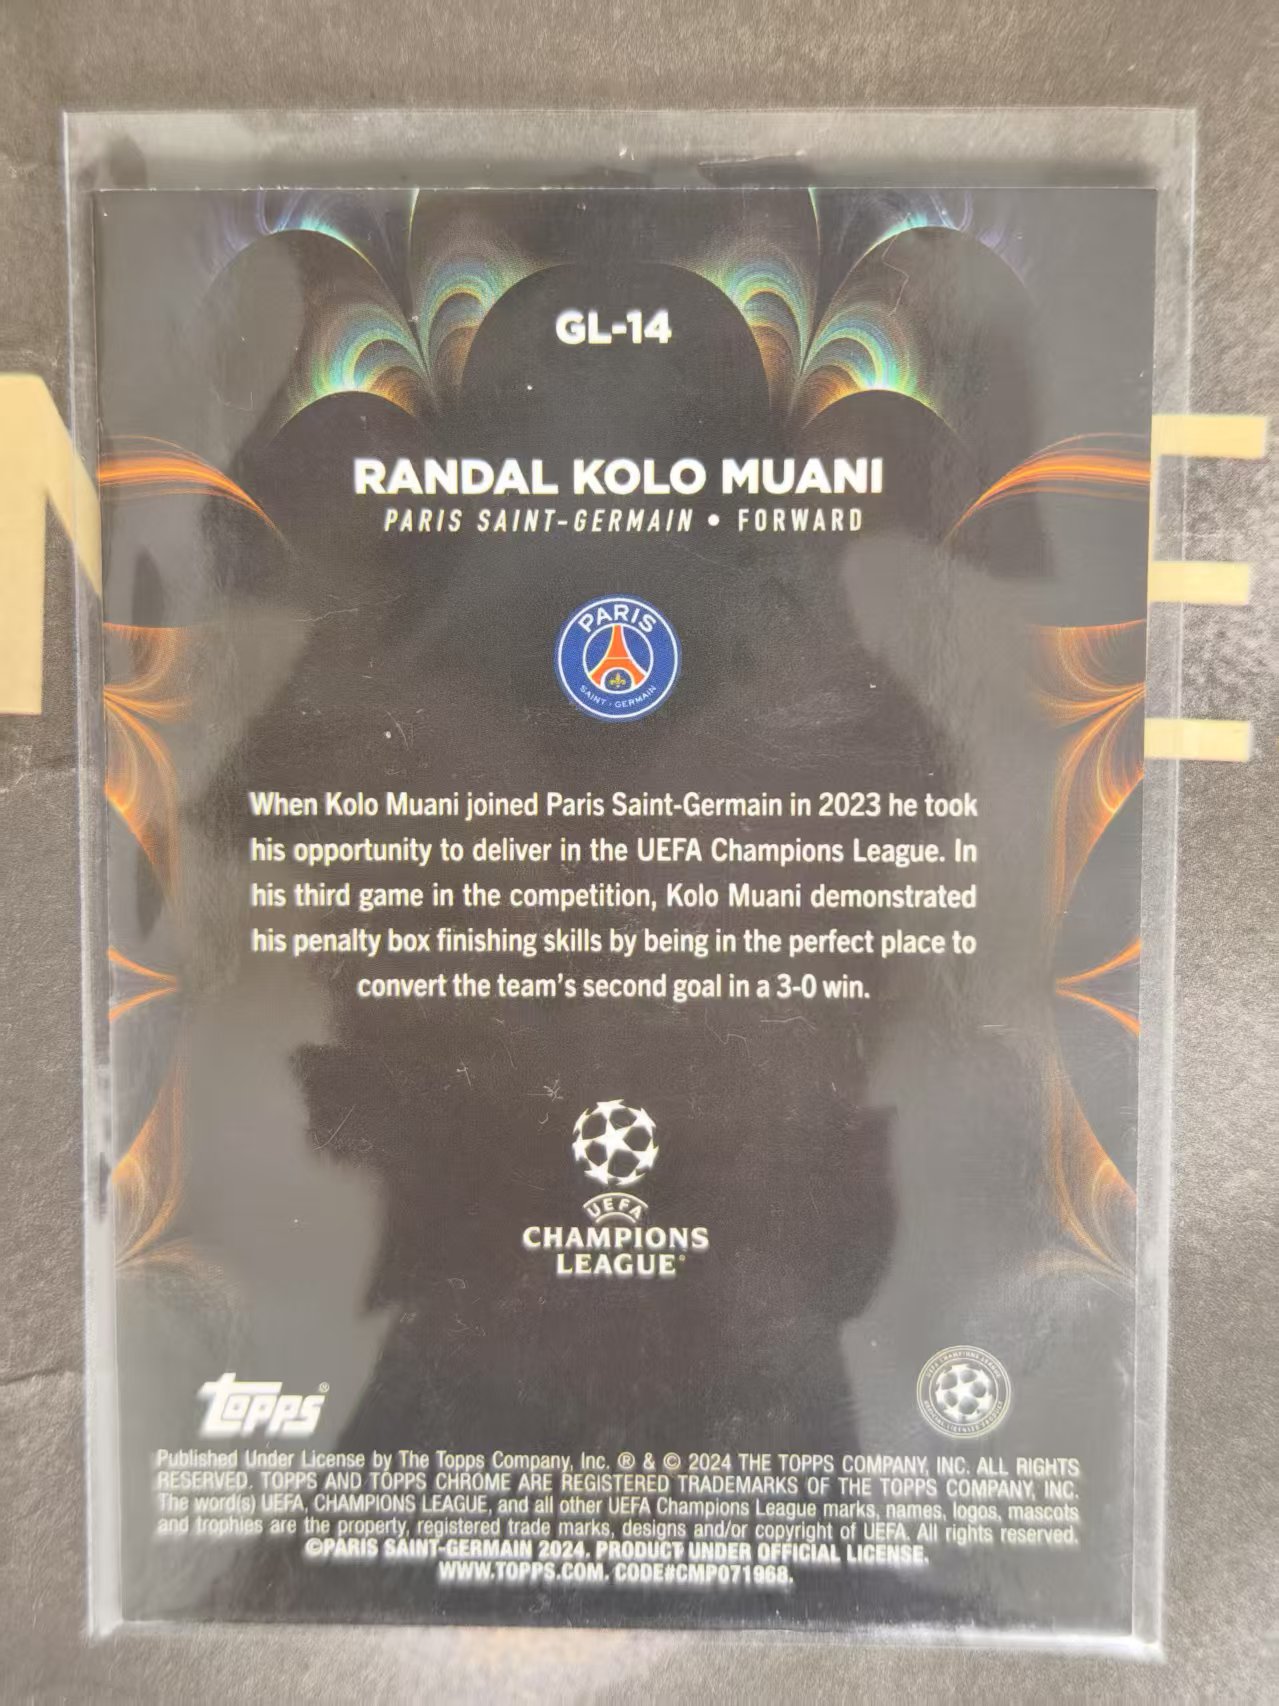 GL-14
RANDAL KOLO MUANI
PARIS SAINT-GERMAIN • FORWARD
PARIS
SAINT-GERMAIN
When Kolo Muani joined Paris Saint-Germain in 2023 he took
his opportunity to deliver in the UEFA Champions League. In
his third game in the competition, Kolo Muani demonstrated
his penalty box finishing skills by being in the perfect place to
convert the team's second goal in a 3-0 win.
UEFA
CHAMPIONS
LEAGUE®
topps®
UEFA CHAMPIONS LEAGUE
OFFICIAL LICENSED PRODUCT
Published Under License by The Topps Company, Inc. ® & © 2024 THE TOPPS COMPANY, INC. ALL RIGHTS
RESERVED. TOPPS AND TOPPS CHROME ARE REGISTERED TRADEMARKS OF THE TOPPS COMPANY, INC.
The word(s) UEFA, CHAMPIONS LEAGUE, and all other UEFA Champions League marks, names, logos, mascots
and trophies are the property, registered trade marks, designs and/or copyright of UEFA. All rights reserved.
©PARIS SAINT-GERMAIN 2024. PRODUCT UNDER OFFICIAL LICENSE.
WWW.TOPPS.COM. CODE#CMP071968.